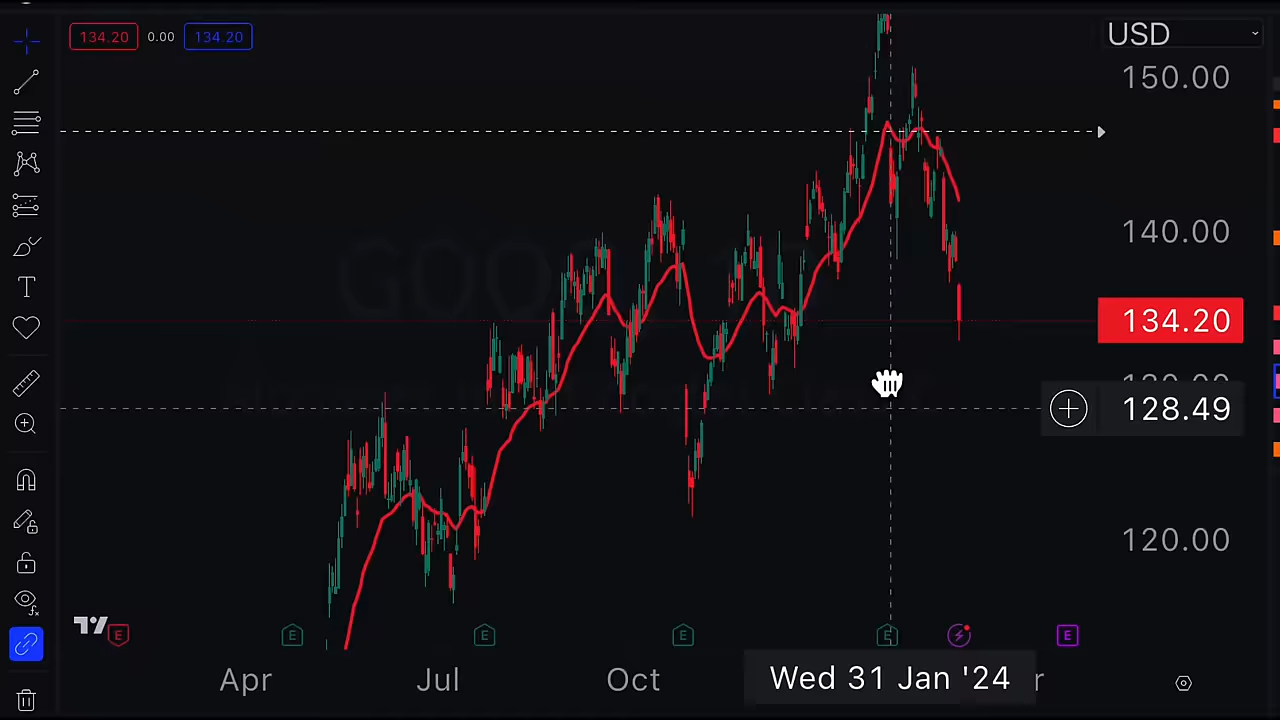 134.20 0.00 134.20
USD
150.00
140.00
134.20
128.49
120.00
E E E E E E
Apr Jul Oct Wed 31 Jan '24 r